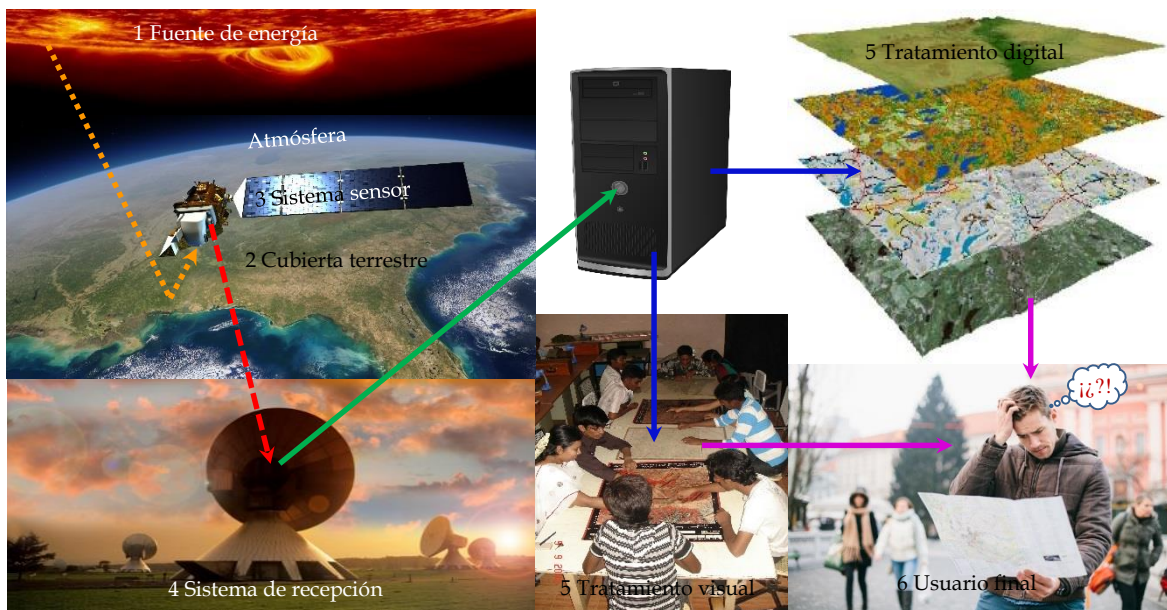 1 Fuente de energía
5 Tratamiento digital
Atmósfera
3 Sistema sensor
2 Cubierta terrestre
¡¿¿?!
4 Sistema de recepción
5 Tratamiento visual
6 Usuario final